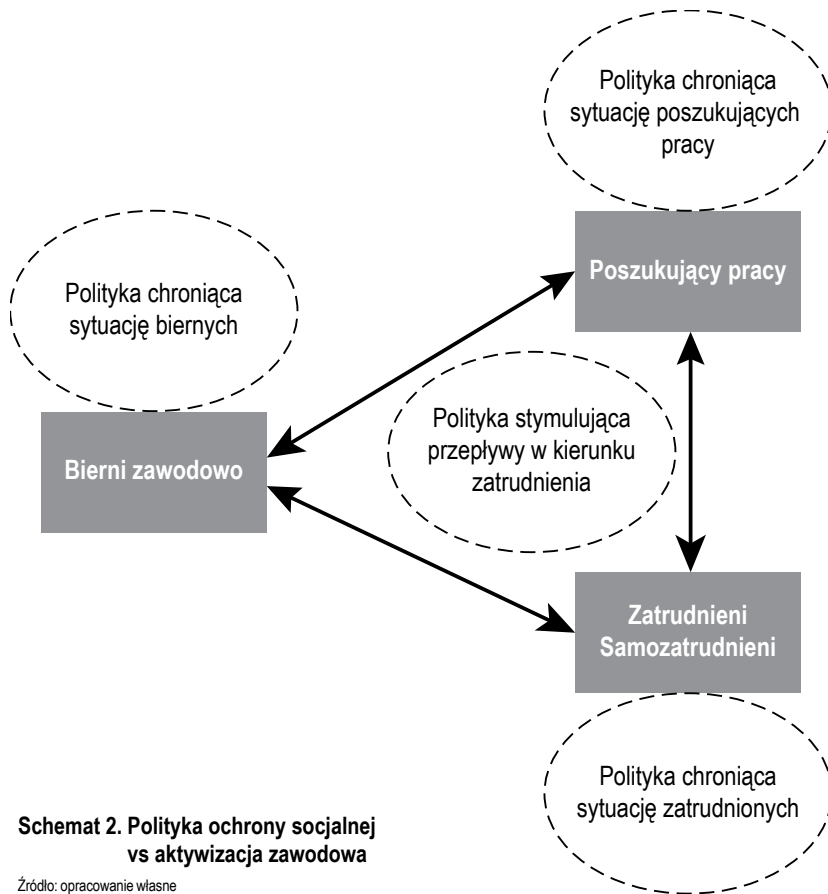 Polityka chroniąca
sytuację poszukujących
pracy
Poszukujący pracy
Polityka chroniąca
sytuację biernych
Bierni zawodowo
Polityka stymulująca
przepływy w kierunku
zatrudnienia
Zatrudnieni
Samozatrudnieni
Polityka chroniąca
sytuację zatrudnionych
Schemat 2. Polityka ochrony socjalnej
vs aktywizacja zawodowa
Źródło: opracowanie własne